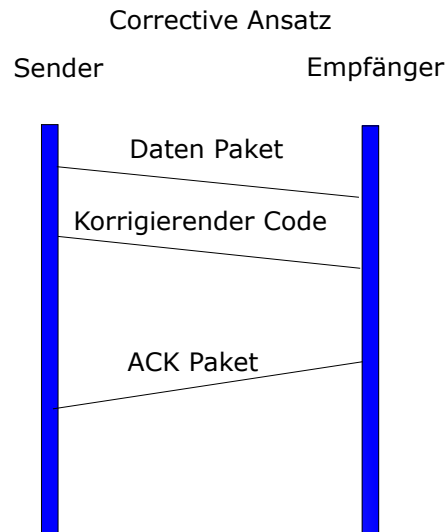 Corrective Ansatz
Sender
Empfänger
Daten Paket
Korrigierender Code
ACK Paket